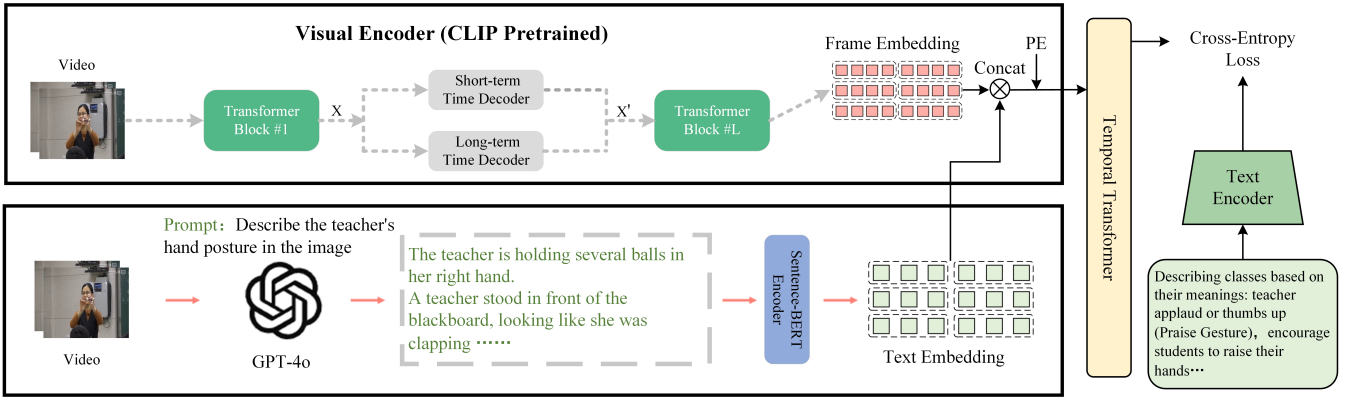 Visual Encoder (CLIP Pretrained)
Video
Transformer
Block #1
X
Short-term
Time Decoder
Long-term
Time Decoder
X'
Transformer
Block #L
Frame Embedding
Concat
PE
Temporal Transformer
Cross-Entropy
Loss
Text
Encoder
Describing classes based on
their meanings: teacher
applaud or thumbs up
(Praise Gesture)，encourage
students to raise their
hands⋯
Video
Prompt：Describe the teacher's
hand posture in the image
GPT-4o
The teacher is holding several balls in
her right hand.
A teacher stood in front of the
blackboard, looking like she was
clapping ⋯⋯
Sentence-BERT
Encoder
Text Embedding